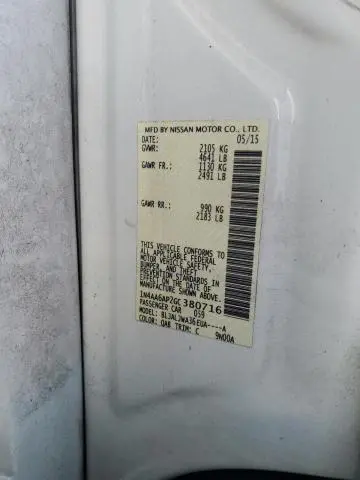 MFD BY NISSAN MOTOR CO., LTD.
DATE: 05/15
GVWR: 2105 KG
4641 LB
GAWR FR.: 1130 KG
2491 LB
GAWR RR.: 990 KG
2183 LB
THIS VEHICLE CONFORMS
TO ALL APPLICABLE FEDERAL
MOTOR VEHICLE SAFETY,
BUMPER, AND THEFT
PREVENTION STANDARDS IN
EFFECT ON THE DATE OF
MANUFACTURE SHOWN
ABOVE.
1N4AA6AP2GC380716
PASSENGER CAR 059
MODEL: BL3ALJWA36EUA----A
COLOR: QAB TRIM: C 9N00A